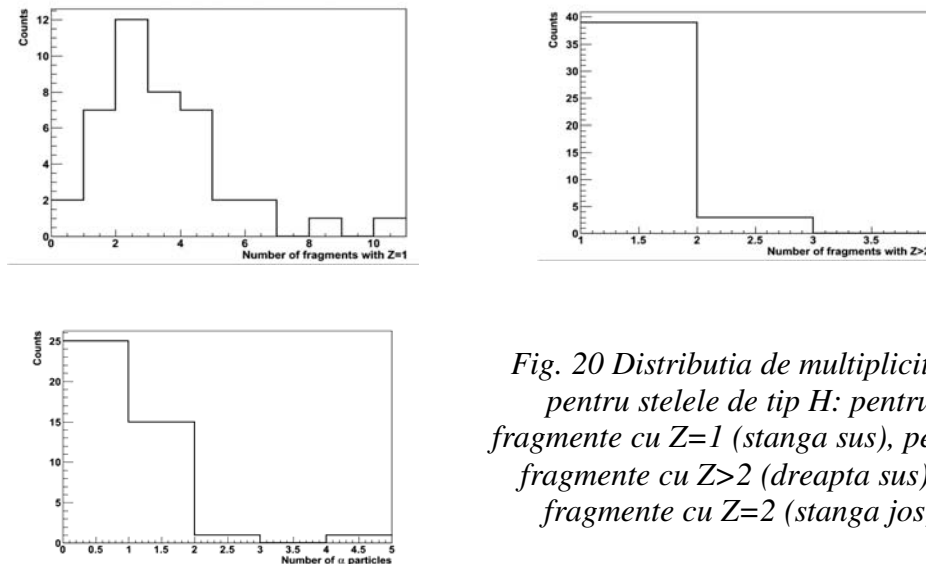 Counts
12
10
8
6
4
2
0
0 2 4 6 8 10
Number of fragments with Z=1
Counts
40
35
30
25
20
15
10
5
0
1 1.5 2 2.5 3 3.5
Number of fragments with Z>2
Counts
25
20
15
10
5
0
0 0.5 1 1.5 2 2.5 3 3.5 4 4.5 5
Number of α particles
Fig. 20 Distributia de multiplicit
pentru stelele de tip H: pentru
fragmente cu Z=1 (stanga sus), pe
fragmente cu Z>2 (dreapta sus)
fragmente cu Z=2 (stanga jos